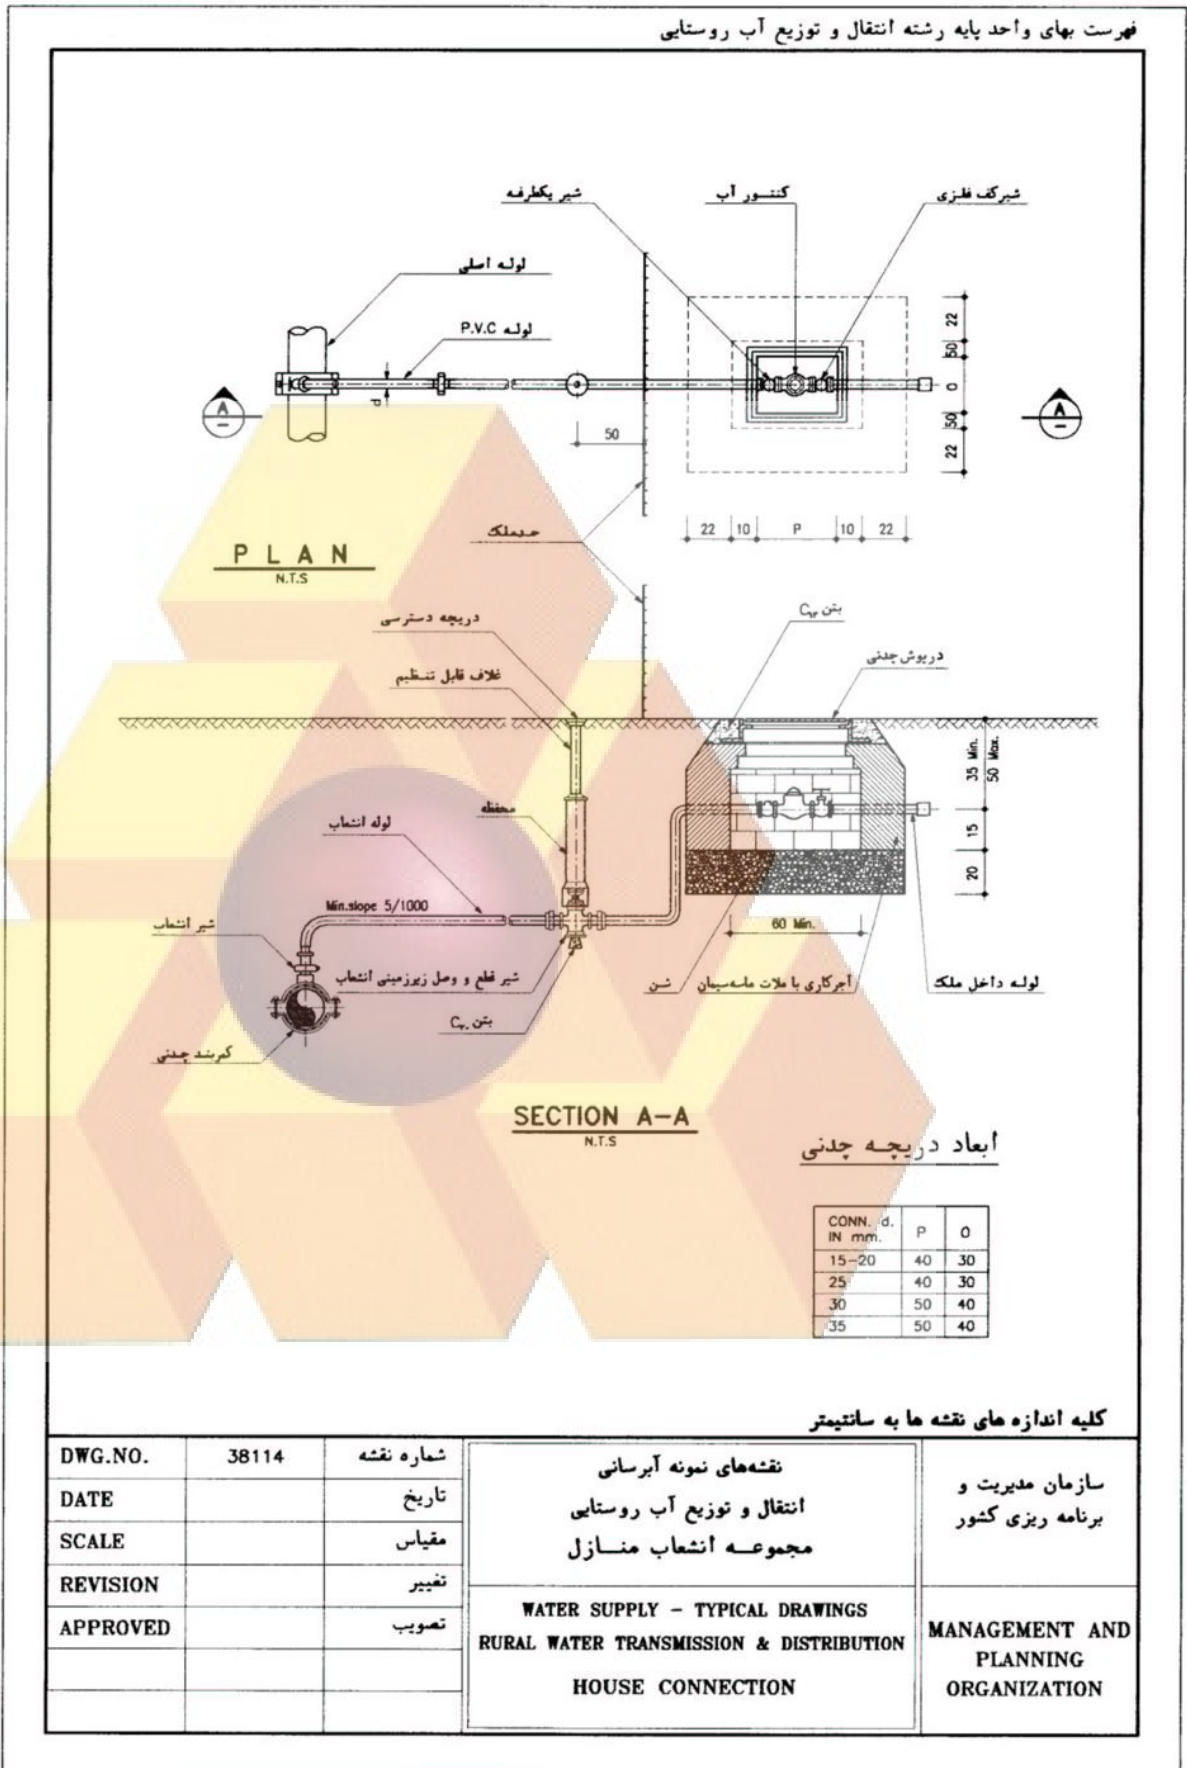 فهرست بهای واحد پایه رشته انتقال و توزیع آب روستایی
شیر یکطرفه
کنتور آب
شیرکف فلزی
لوله اصلی
لوله P.V.C
22
50
O
50
22
A
A
d
50
22 10 P 10 22
حدملک
PLAN
N.T.S
دریچه دسترسی
بتن C₁₂
غلاف قابل تنظیم
درپوش چدنی
35 Min.
50 Max.
محفظه
لوله انشعاب
15
20
Min.slope 5/1000
60 Min.
شیر انشعاب
شیر قطع و وصل زیرزمینی انشعاب
شن
آجرکاری با ملات ماسه سیمان
لوله داخل ملک
بتن C₂₀
کمربند چدنی
SECTION A-A
N.T.S
ابعاد دریچه چدنی
CONN. d. IN mm. P O
15-20 40 30
25 40 30
30 50 40
35 50 40
کلیه اندازه های نقشه ها به سانتیمتر
DWG.NO. 38114 شماره نقشه
DATE تاریخ
SCALE مقیاس
REVISION تغییر
APPROVED تصویب
نقشه‌های نمونه آبرسانی
انتقال و توزیع آب روستایی
مجموعه انشعاب منازل
WATER SUPPLY - TYPICAL DRAWINGS
RURAL WATER TRANSMISSION & DISTRIBUTION
HOUSE CONNECTION
سازمان مدیریت و
برنامه ریزی کشور
MANAGEMENT AND
PLANNING
ORGANIZATION